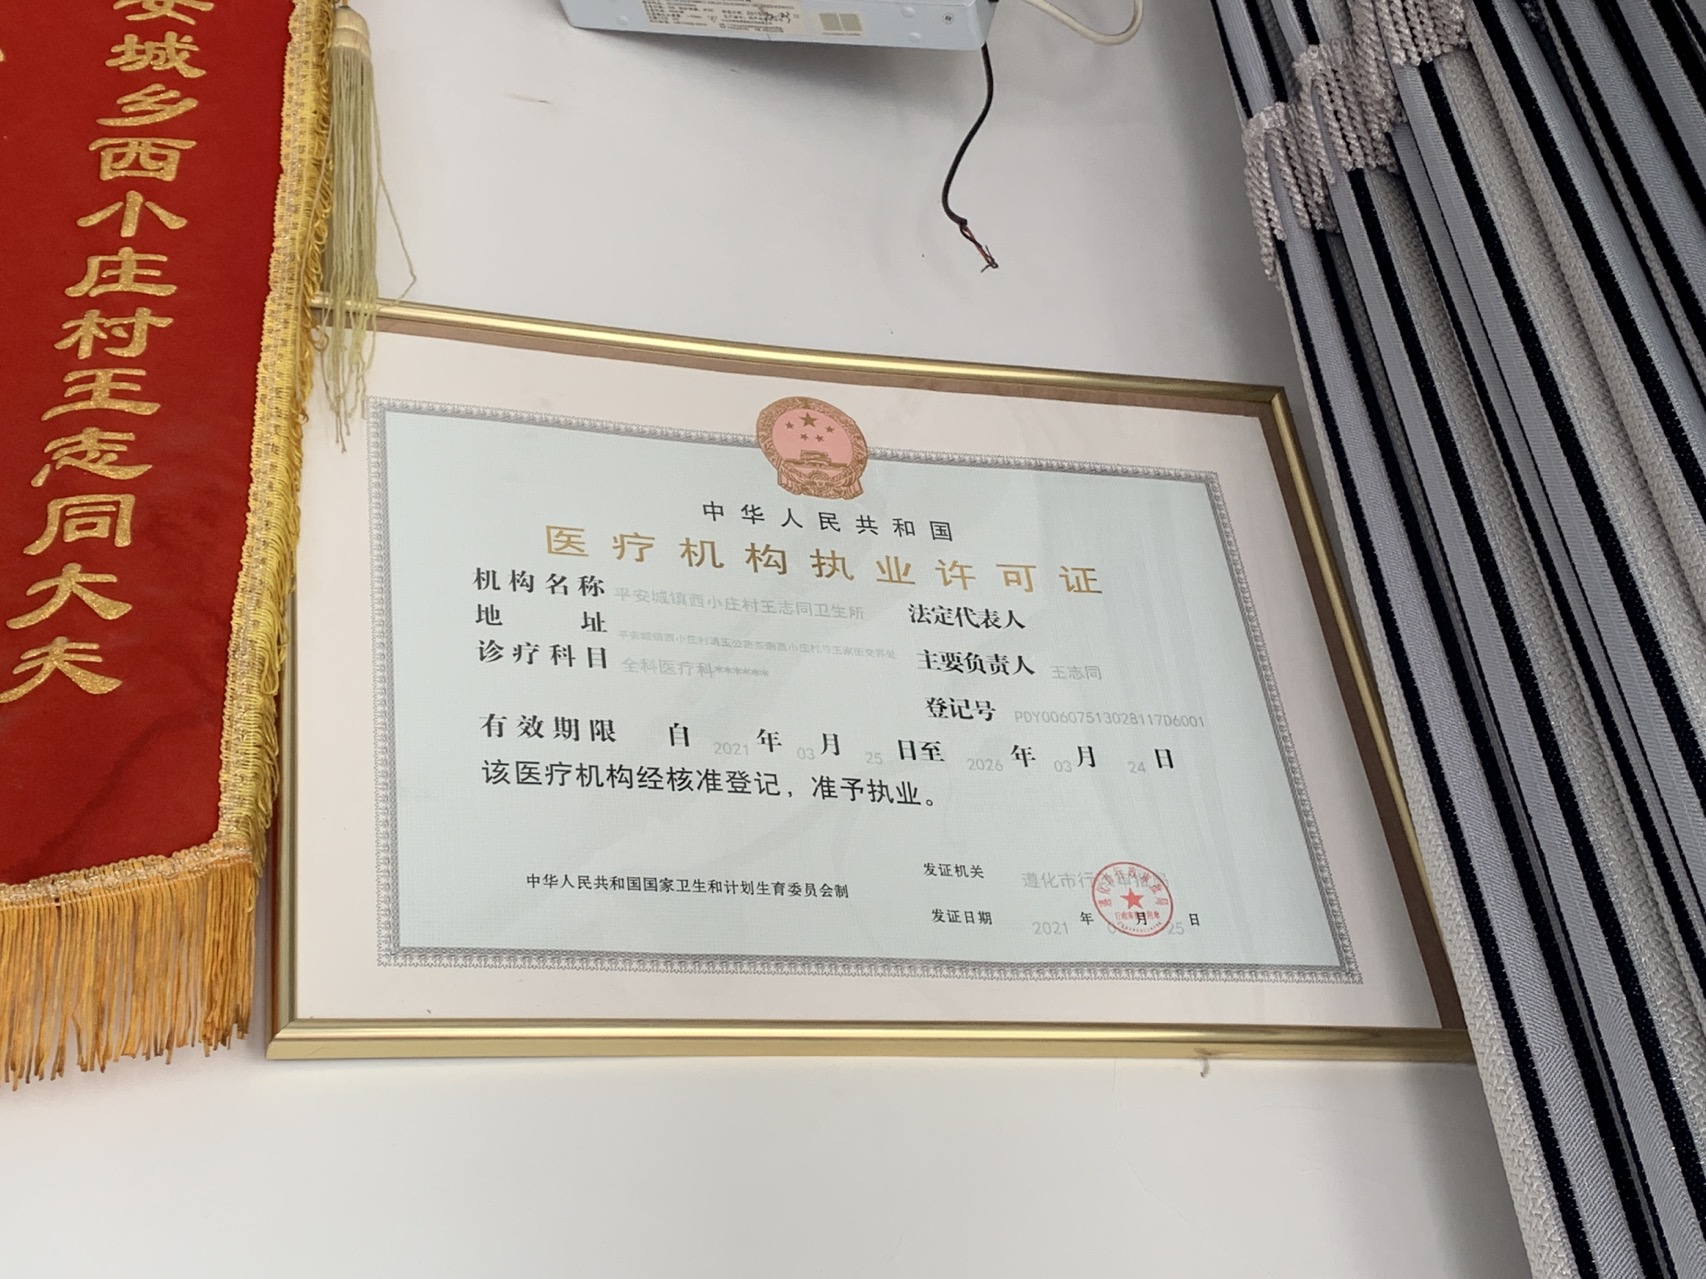 安城乡西小庄村王志同大夫
中华人民共和国
医疗机构执业许可证
机构名称 平安城镇西小庄村王志同卫生所
地址
诊疗科目 全科医疗科******
法定代表人
主要负责人 王志同
登记号 PDY00607513028117D6001
有效期限 自 2021 年 03 月 25 日至 2026 年 03 月 24 日
该医疗机构经核准登记，准予执业。
中华人民共和国国家卫生和计划生育委员会制
发证机关 遵化市行政审批局
发证日期 2021 年 03 月 25 日